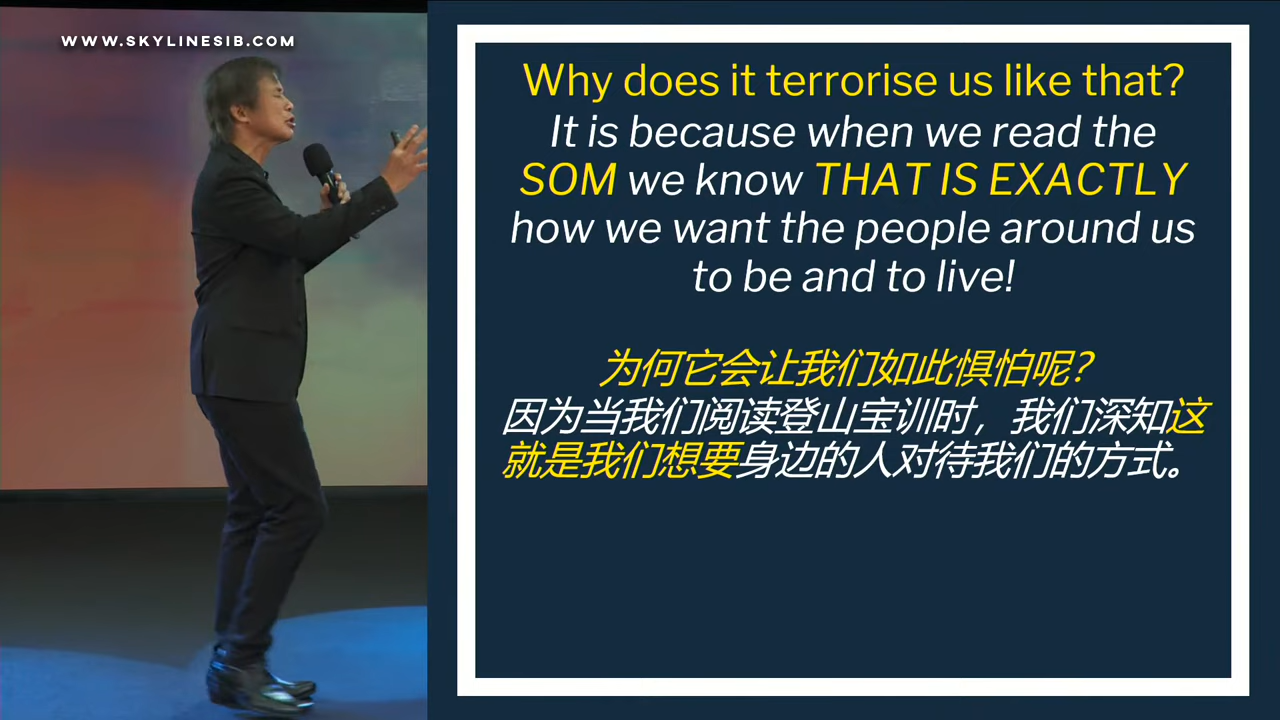 WWW.SKYLINESIB.COM
Why does it terrorise us like that?
It is because when we read the
SOM we know THAT IS EXACTLY
how we want the people around us
to be and to live!
为何它会让我们如此惧怕呢？
因为当我们阅读登山宝训时，我们深知这
就是我们想要身边的人对待我们的方式。